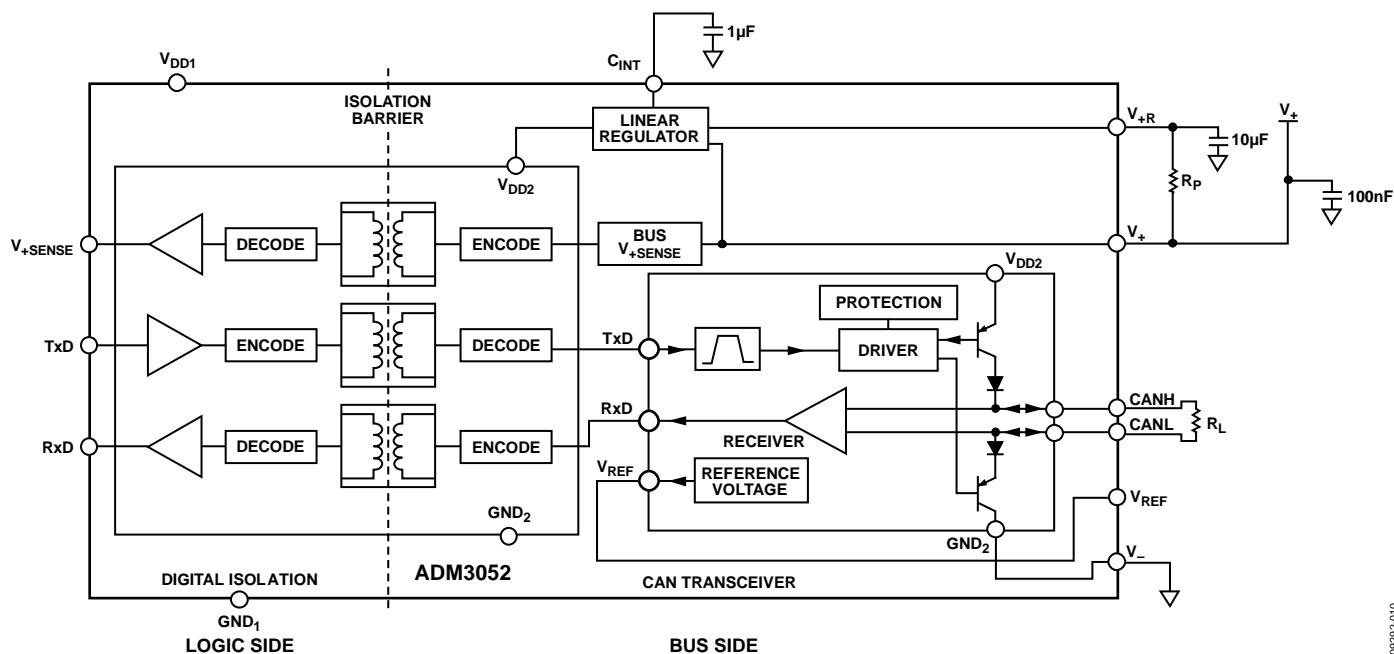 1µF
VDD1
CINT
ISOLATION
BARRIER
LINEAR
REGULATOR
V+R
V+
10µF
VDD2
RP
100nF
V+SENSE
DECODE
ENCODE
BUS
V+SENSE
V+
VDD2
PROTECTION
TxD
ENCODE
DECODE
TxD
DRIVER
CANH
RxD
RL
RxD
DECODE
ENCODE
RECEIVER
CANL
VREF
REFERENCE
VOLTAGE
VREF
GND2
GND2
V–
ADM3052
DIGITAL ISOLATION
CAN TRANSCEIVER
GND1
LOGIC SIDE
BUS SIDE
09292-019